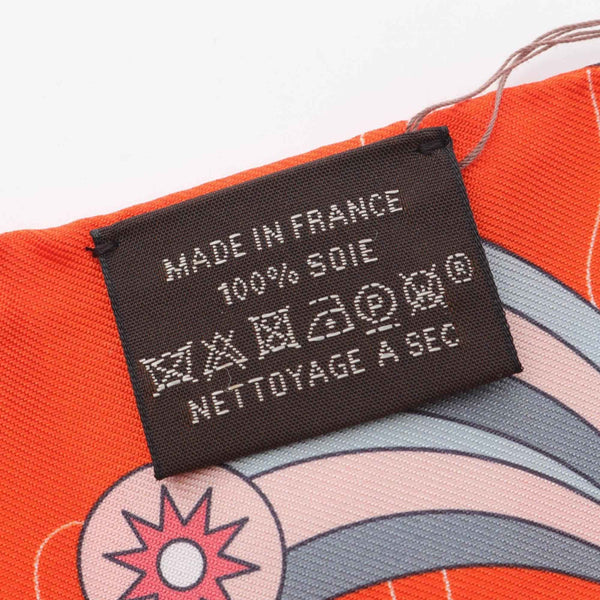 MADE IN FRANCE
100% SOIE
P W ®
NETTOYAGE A SEC